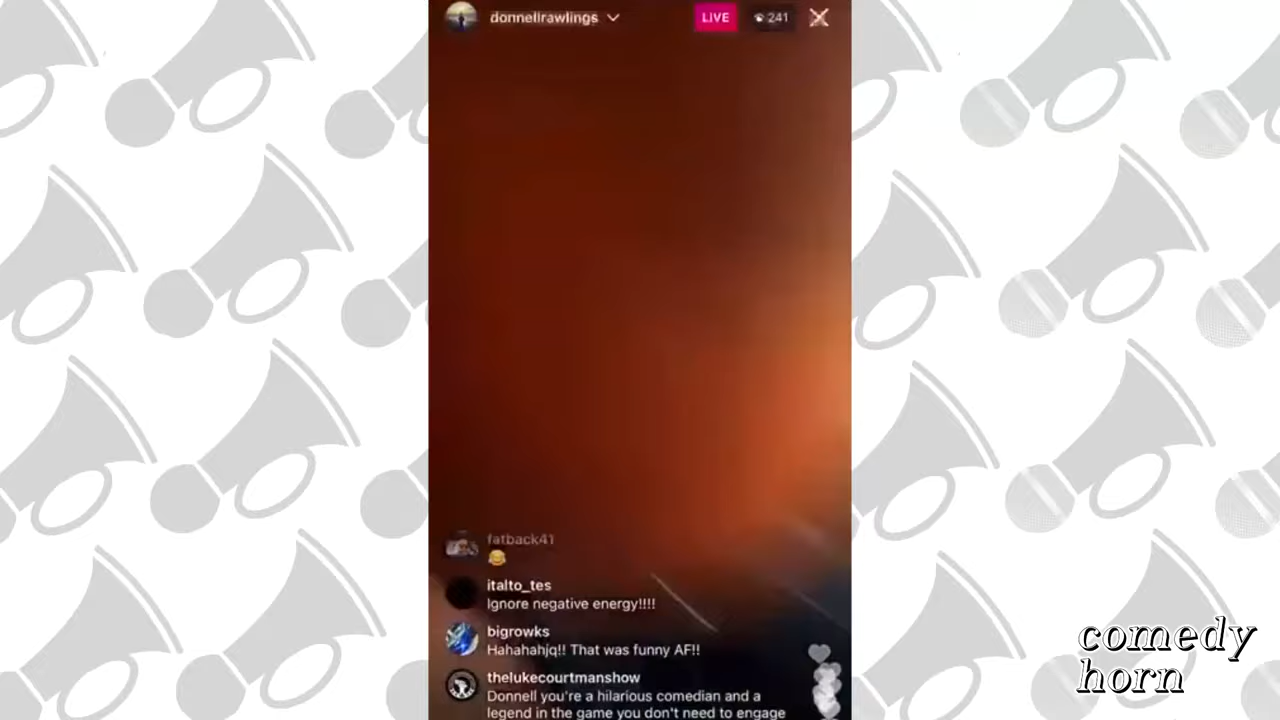 donnellrawlings
LIVE
241
fatback41
😂
italto_tes
Ignore negative energy!!!!
bigrowks
Hahahahjq!! That was funny AF!!
thelukecourtmanshow
Donnell you're a hilarious comedian and a
legend in the game you don't need to engage
comedy
horn